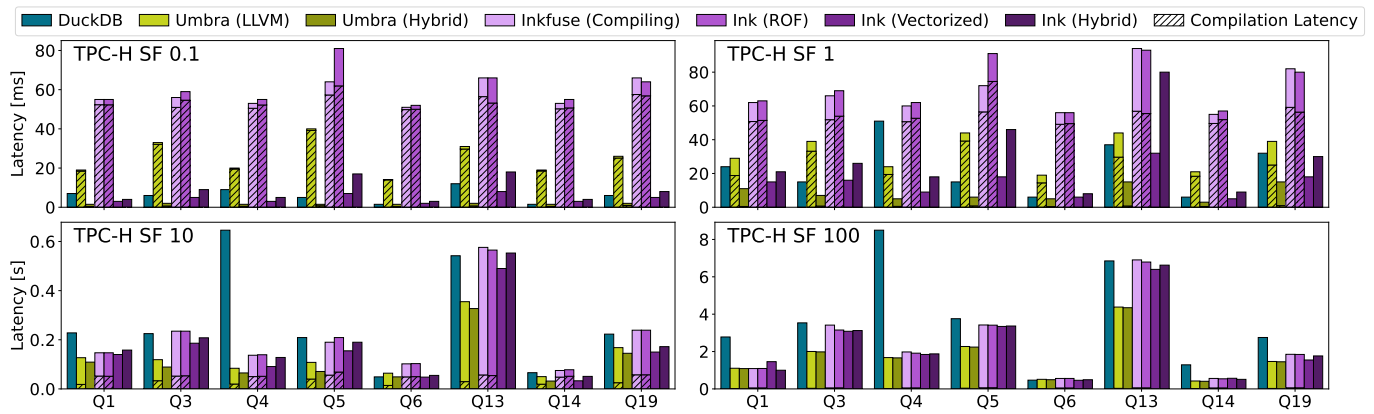 DuckDB Umbra (LLVM) Umbra (Hybrid) Inkfuse (Compiling) Ink (ROF) Ink (Vectorized) Ink (Hybrid) Compilation Latency
TPC-H SF 0.1
Latency [ms]
80
60
40
20
0
TPC-H SF 1
80
60
40
20
0
TPC-H SF 10
Latency [s]
0.6
0.4
0.2
0.0
Q1 Q3 Q4 Q5 Q6 Q13 Q14 Q19
TPC-H SF 100
8
6
4
2
0
Q1 Q3 Q4 Q5 Q6 Q13 Q14 Q19